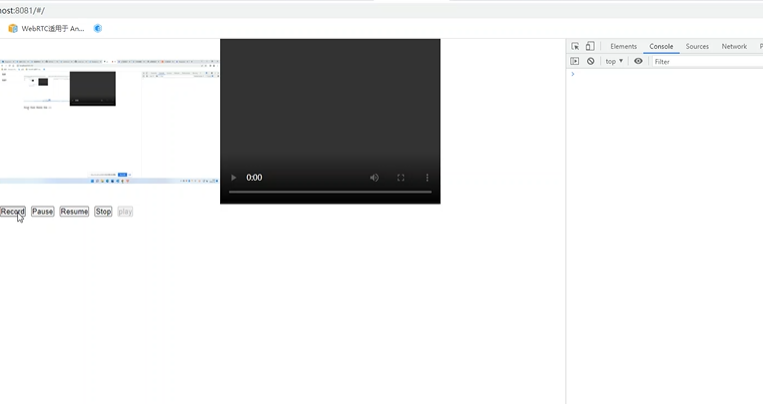 host:8081/#/
WebRTC适用于 An...
Elements Console Sources Network P
top ▼ Filter
0:00
Record Pause Resume Stop play